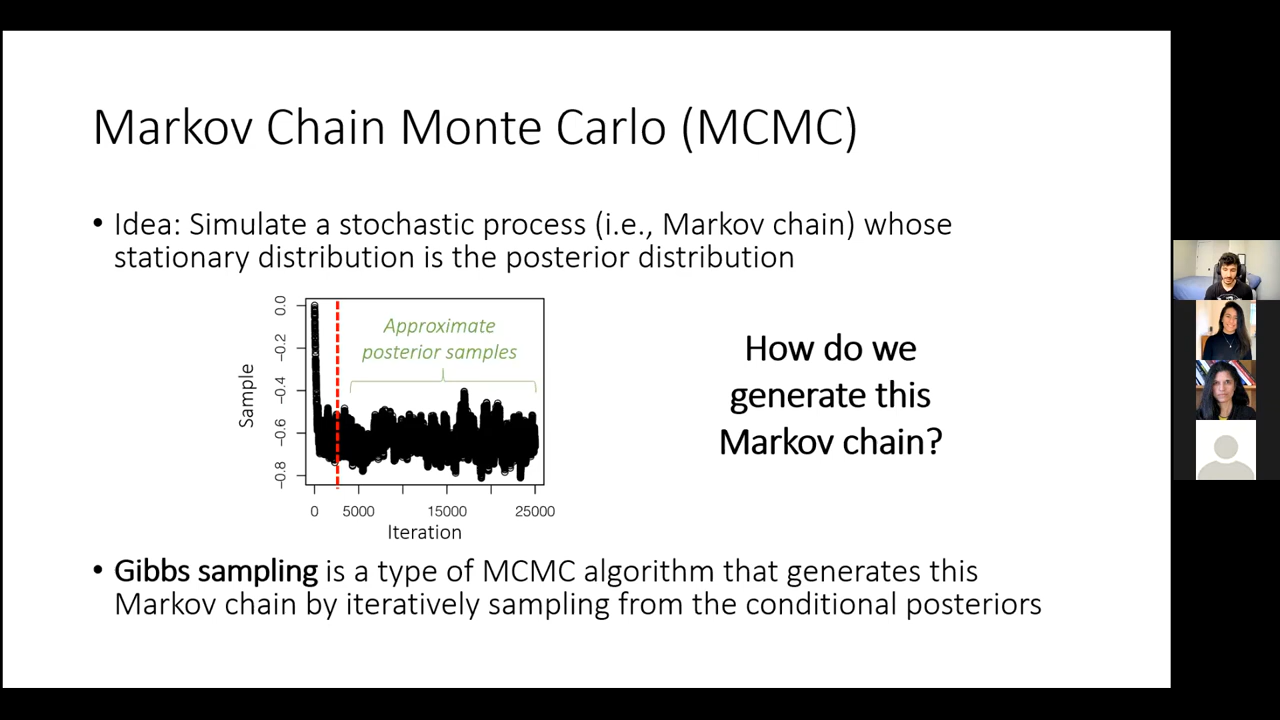 Markov Chain Monte Carlo (MCMC)
• Idea: Simulate a stochastic process (i.e., Markov chain) whose
stationary distribution is the posterior distribution
Approximate
posterior samples
Sample
0.0
−0.2
−0.4
−0.6
−0.8
0
5000
15000
25000
Iteration
How do we
generate this
Markov chain?
• Gibbs sampling is a type of MCMC algorithm that generates this
Markov chain by iteratively sampling from the conditional posteriors